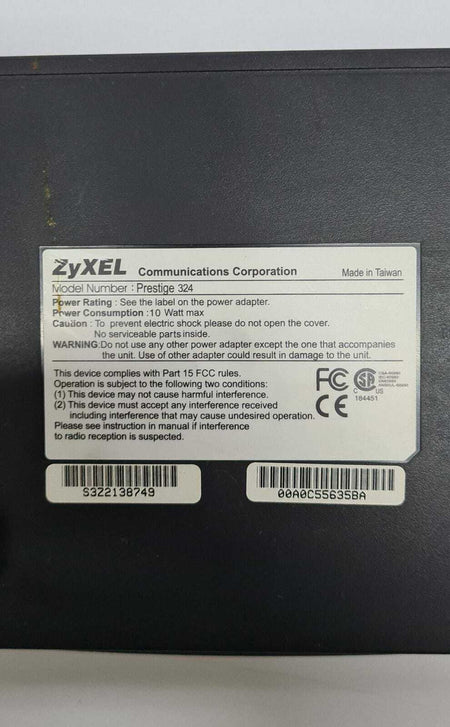 ZyXEL Communications Corporation Made in Taiwan
Model Number : Prestige 324
Power Rating : See the label on the power adapter.
Power Consumption :10 Watt max
Caution : To prevent electric shock please do not open the cover.
No serviceable parts inside.
WARNING:Do not use any other power adapter except the one that accompanies
the unit. Use of other adapter could result in damage to the unit.
This device complies with Part 15 FCC rules.
Operation is subject to the following two conditions:
(1) This device may not cause harmful interference.
(2) This device must accept any interference received
including interference that may cause undesired operation.
Please see instruction in manual if interference
to radio reception is suspected.
FC
C US
184451
CE
S3Z2138749
00A0C55635BA